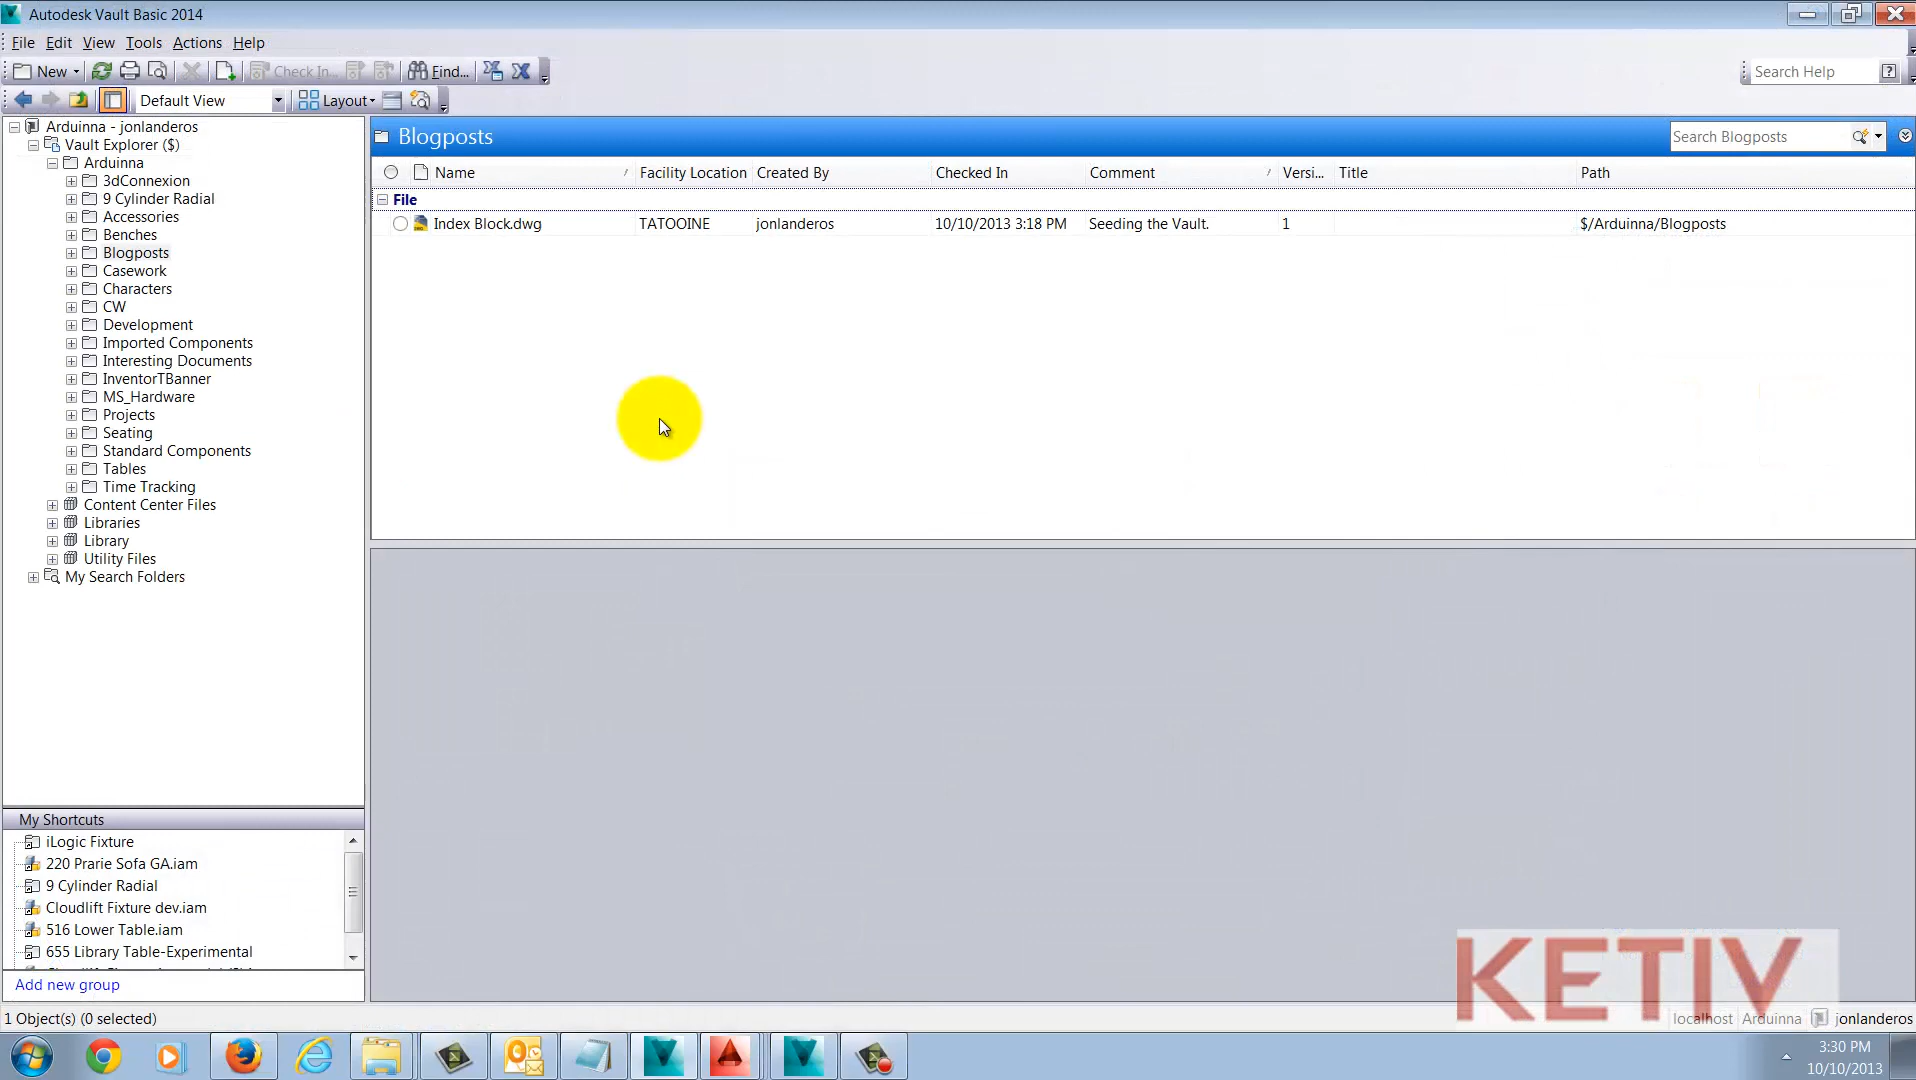 Autodesk Vault Basic 2014
File Edit View Tools Actions Help
New Check In... Find... Search Help
Default View Layout
Arduinna - jonlanderos
Vault Explorer ($)
Arduinna
3dConnexion
9 Cylinder Radial
Accessories
Benches
Blogposts
Casework
Characters
CW
Development
Imported Components
Interesting Documents
InventorTBanner
MS_Hardware
Projects
Seating
Standard Components
Tables
Time Tracking
Content Center Files
Libraries
Library
Utility Files
My Search Folders
My Shortcuts
iLogic Fixture
220 Prarie Sofa GA.iam
9 Cylinder Radial
Cloudlift Fixture dev.iam
516 Lower Table.iam
655 Library Table-Experimental
Add new group
Blogposts Search Blogposts
Name Facility Location Created By Checked In Comment Versi... Title Path
File
Index Block.dwg TATOOINE jonlanderos 10/10/2013 3:18 PM Seeding the Vault. 1 $/Arduinna/Blogposts
KETIV
1 Object(s) (0 selected) localhost Arduinna jonlanderos
3:30 PM
10/10/2013